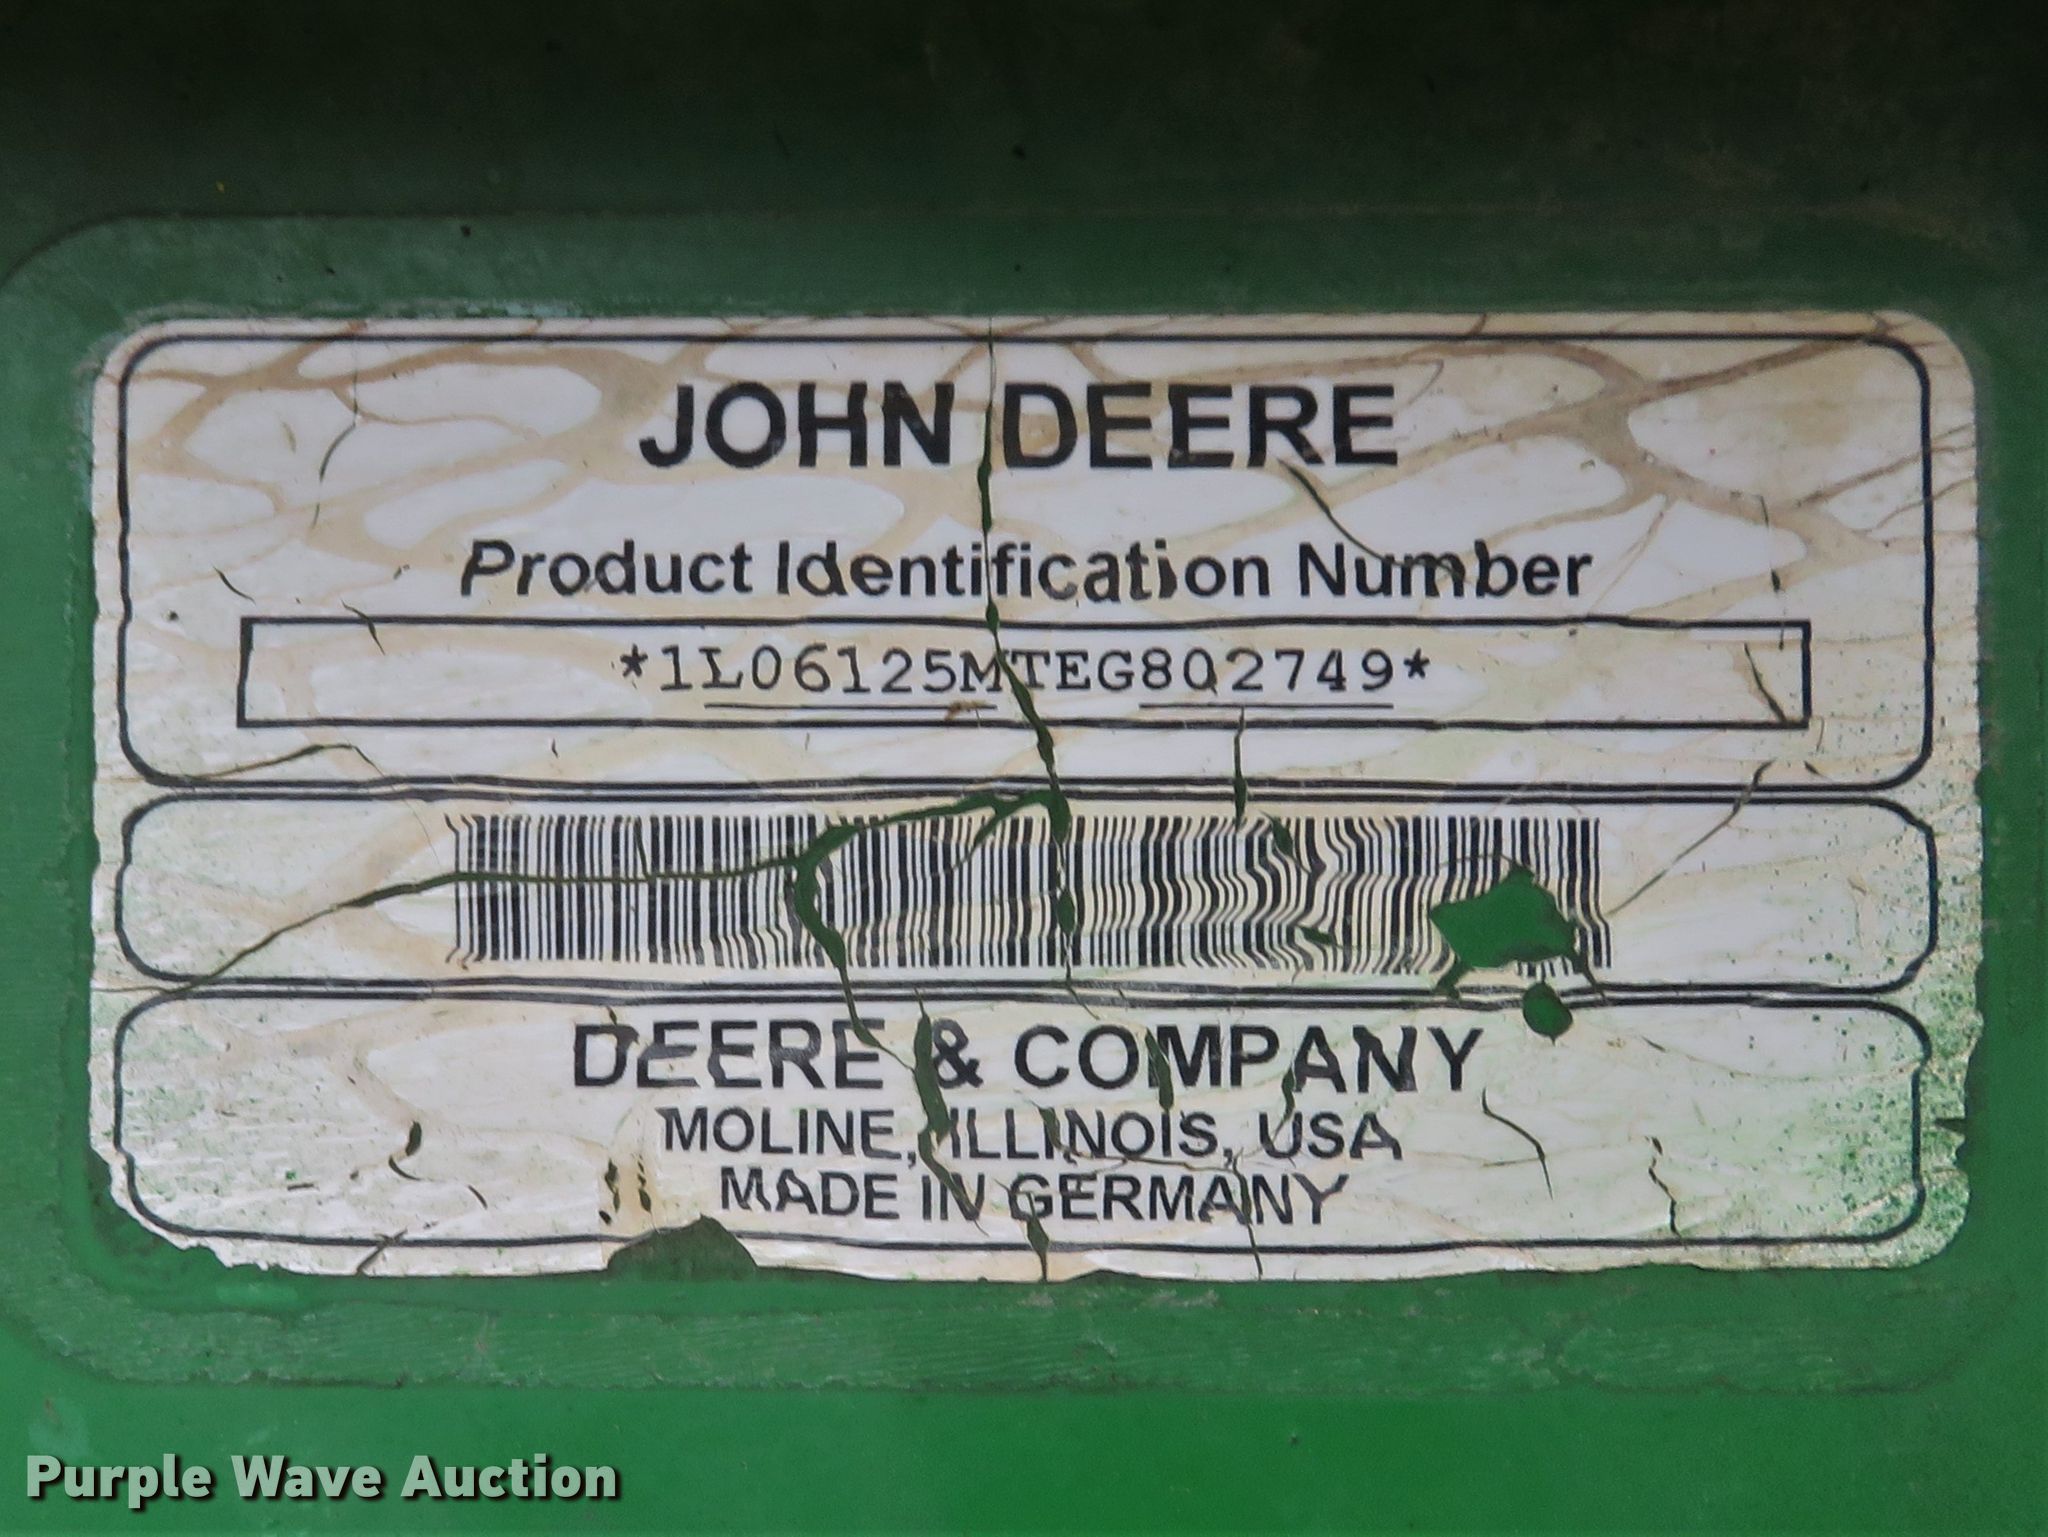 JOHN DEERE
Product Identification Number
*1L06125MTEG802749*
DEERE & COMPANY
MOLINE, ILLINOIS, USA
MADE IN GERMANY
Purple Wave Auction